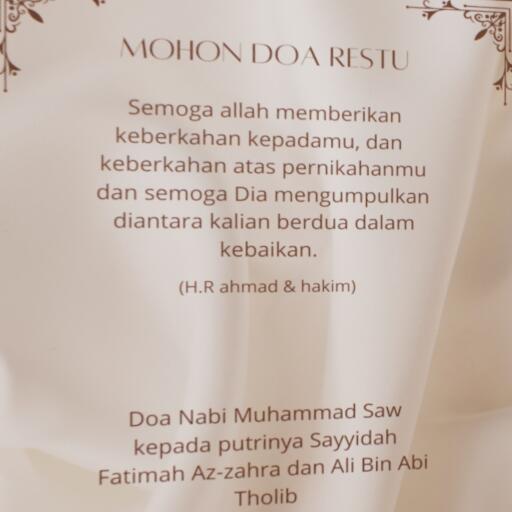 MOHON DOA RESTU
Semoga allah memberikan
keberkahan kepadamu, dan
keberkahan atas pernikahanmu
dan semoga Dia mengumpulkan
diantara kalian berdua dalam
kebaikan.
(H.R ahmad & hakim)
Doa Nabi Muhammad Saw
kepada putrinya Sayyidah
Fatimah Az-zahra dan Ali Bin Abi
Tholib